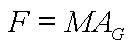 F = MA_G